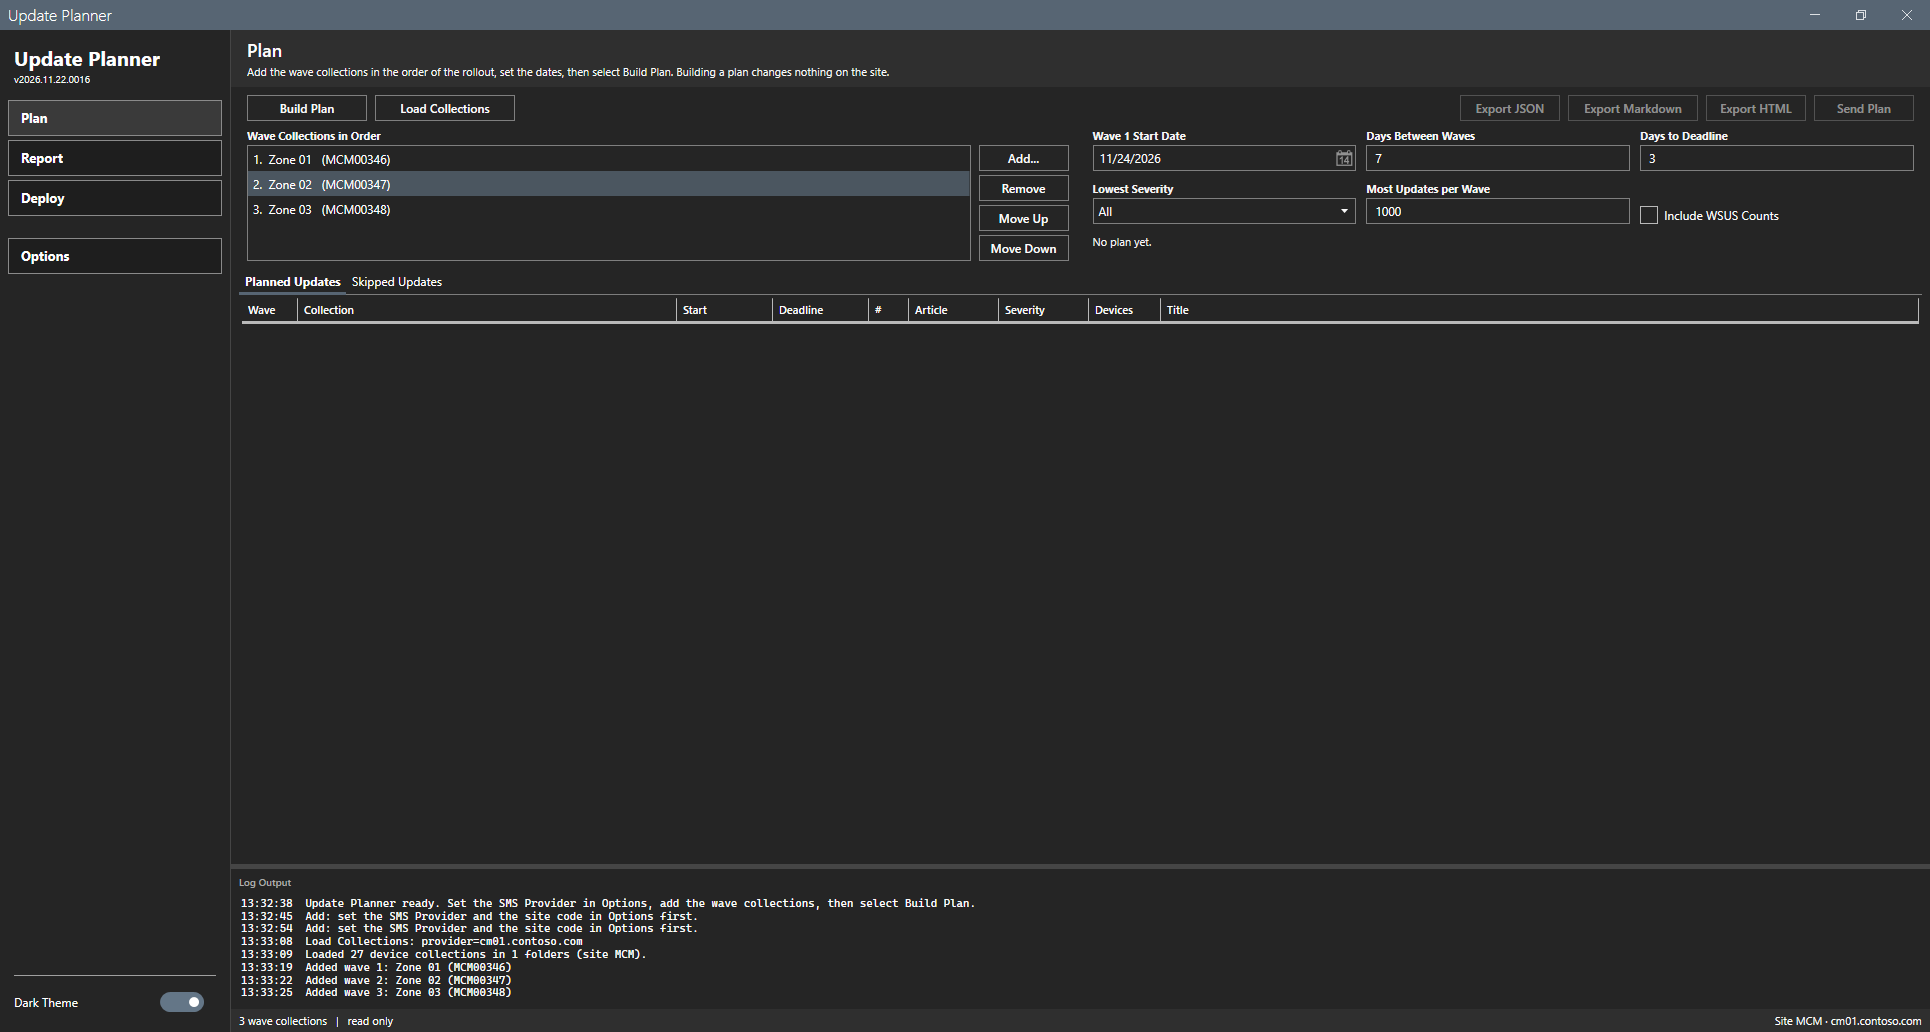 Update Planner
Update Planner
v2026.11.22.0016
Plan
Report
Deploy
Options
Dark Theme
Plan
Add the wave collections in the order of the rollout, set the dates, then select Build Plan. Building a plan changes nothing on the site.
Build Plan
Load Collections
Export JSON
Export Markdown
Export HTML
Send Plan
Wave Collections in Order
1. Zone 01 (MCM00346)
2. Zone 02 (MCM00347)
3. Zone 03 (MCM00348)
Add...
Remove
Move Up
Move Down
Wave 1 Start Date
11/24/2026
14
Days Between Waves
7
Days to Deadline
3
Lowest Severity
All
Most Updates per Wave
1000
Include WSUS Counts
No plan yet.
Planned Updates
Skipped Updates
Wave
Collection
Start
Deadline
#
Article
Severity
Devices
Title
Log Output
13:32:38 Update Planner ready. Set the SMS Provider in Options, add the wave collections, then select Build Plan.
13:32:45 Add: set the SMS Provider and the site code in Options first.
13:32:54 Add: set the SMS Provider and the site code in Options first.
13:33:08 Load Collections: provider=cm01.contoso.com
13:33:09 Loaded 27 device collections in 1 folders (site MCM).
13:33:19 Added wave 1: Zone 01 (MCM00346)
13:33:22 Added wave 2: Zone 02 (MCM00347)
13:33:25 Added wave 3: Zone 03 (MCM00348)
3 wave collections | read only
Site MCM · cm01.contoso.com